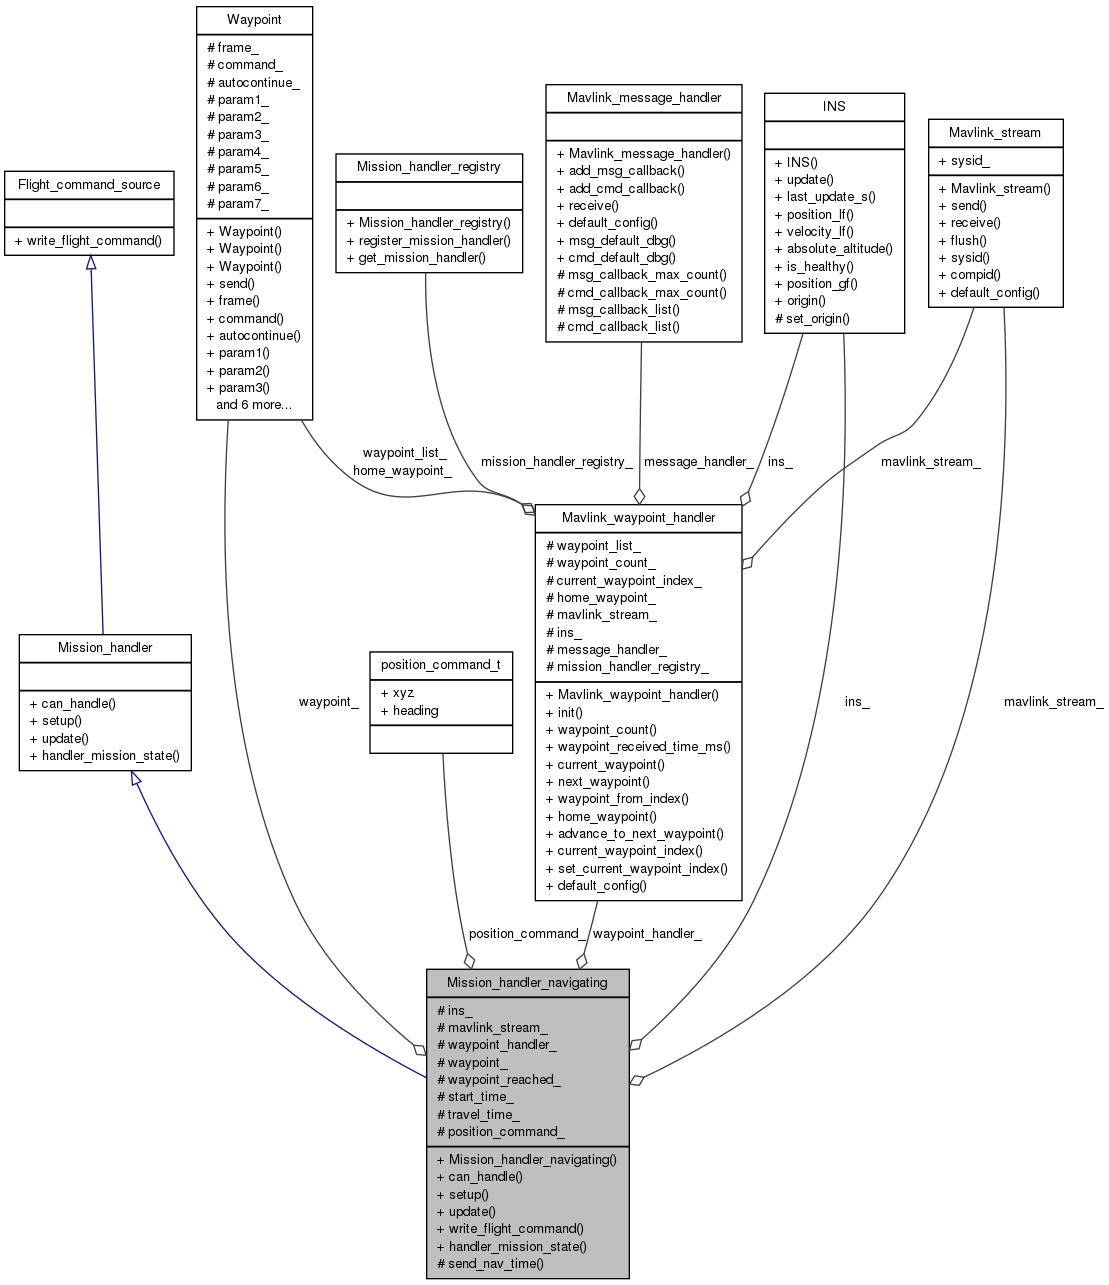 Waypoint
# frame_
# command_
# autocontinue_
# param1_
# param2_
# param3_
# param4_
# param5_
# param6_
# param7_
+ Waypoint()
+ Waypoint()
+ Waypoint()
+ send()
+ frame()
+ command()
+ autocontinue()
+ param1()
+ param2()
+ param3()
and 6 more...
Flight_command_source
+ write_flight_command()
Mission_handler_registry
+ Mission_handler_registry()
+ register_mission_handler()
+ get_mission_handler()
Mavlink_message_handler
+ Mavlink_message_handler()
+ add_msg_callback()
+ add_cmd_callback()
+ receive()
+ default_config()
+ msg_default_dbg()
+ cmd_default_dbg()
# msg_callback_max_count()
# cmd_callback_max_count()
# msg_callback_list()
# cmd_callback_list()
INS
+ INS()
+ update()
+ last_update_s()
+ position_lf()
+ velocity_lf()
+ absolute_altitude()
+ is_healthy()
+ position_gf()
+ origin()
# set_origin()
Mavlink_stream
+ sysid_
+ Mavlink_stream()
+ send()
+ receive()
+ flush()
+ sysid()
+ compid()
+ default_config()
waypoint_list_
home_waypoint_
mission_handler_registry_
message_handler_
ins_
mavlink_stream_
Mavlink_waypoint_handler
# waypoint_list_
# waypoint_count_
# current_waypoint_index_
# home_waypoint_
# mavlink_stream_
# ins_
# message_handler_
# mission_handler_registry_
+ Mavlink_waypoint_handler()
+ init()
+ waypoint_count()
+ waypoint_received_time_ms()
+ current_waypoint()
+ next_waypoint()
+ waypoint_from_index()
+ home_waypoint()
+ advance_to_next_waypoint()
+ current_waypoint_index()
+ set_current_waypoint_index()
+ default_config()
Mission_handler
+ can_handle()
+ setup()
+ update()
+ handler_mission_state()
waypoint_
position_command_t
+ xyz
+ heading
ins_
mavlink_stream_
position_command_
waypoint_handler_
Mission_handler_navigating
# ins_
# mavlink_stream_
# waypoint_handler_
# waypoint_
# waypoint_reached_
# start_time_
# travel_time_
# position_command_
+ Mission_handler_navigating()
+ can_handle()
+ setup()
+ update()
+ write_flight_command()
+ handler_mission_state()
# send_nav_time()